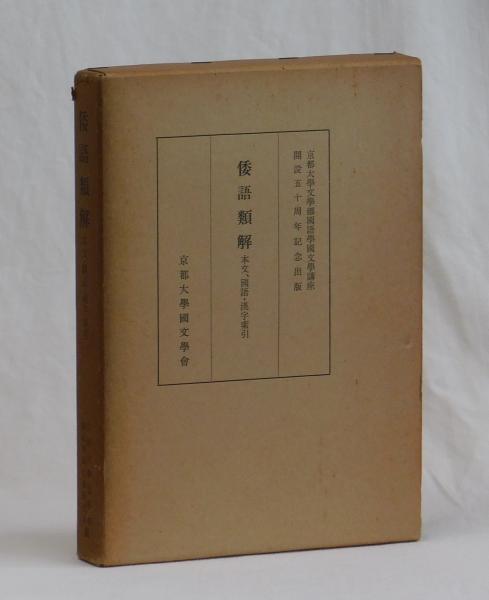 京都大學文學部國語學國文學講座
開設五十周年記念出版
倭語類解
本文、國語・漢字索引
京都大學國文學會
倭語類解